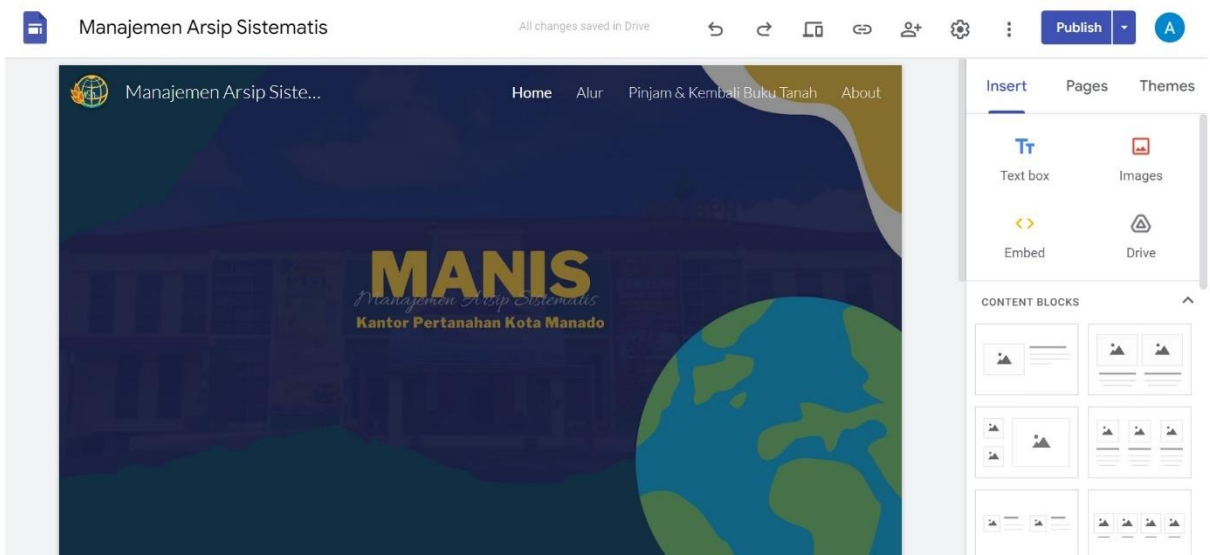 Manajemen Arsip Sistematis
All changes saved in Drive
Publish
A
Manajemen Arsip Siste...
Home Alur Pinjam & Kembali Buku Tanah About
MANIS
Manajemen Arsip Sistematis
Kantor Pertanahan Kota Manado
Insert Pages Themes
Text box Images
Embed Drive
CONTENT BLOCKS